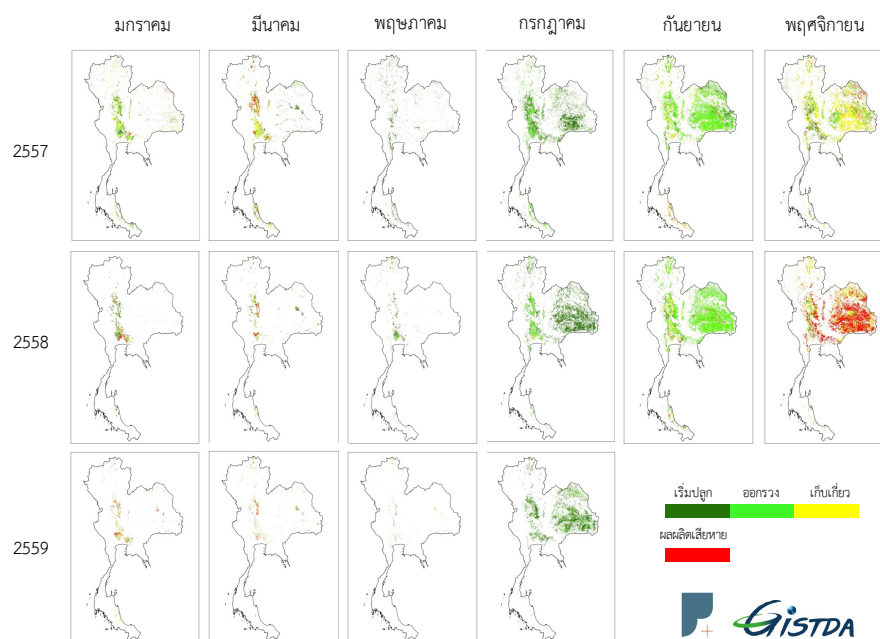 มกราคม มีนาคม พฤษภาคม กรกฎาคม กันยายน พฤศจิกายน
2557
2558
2559
เริ่มปลูก ออกรวง เก็บเกี่ยว
ผลผลิตเสียหาย
GISTDA